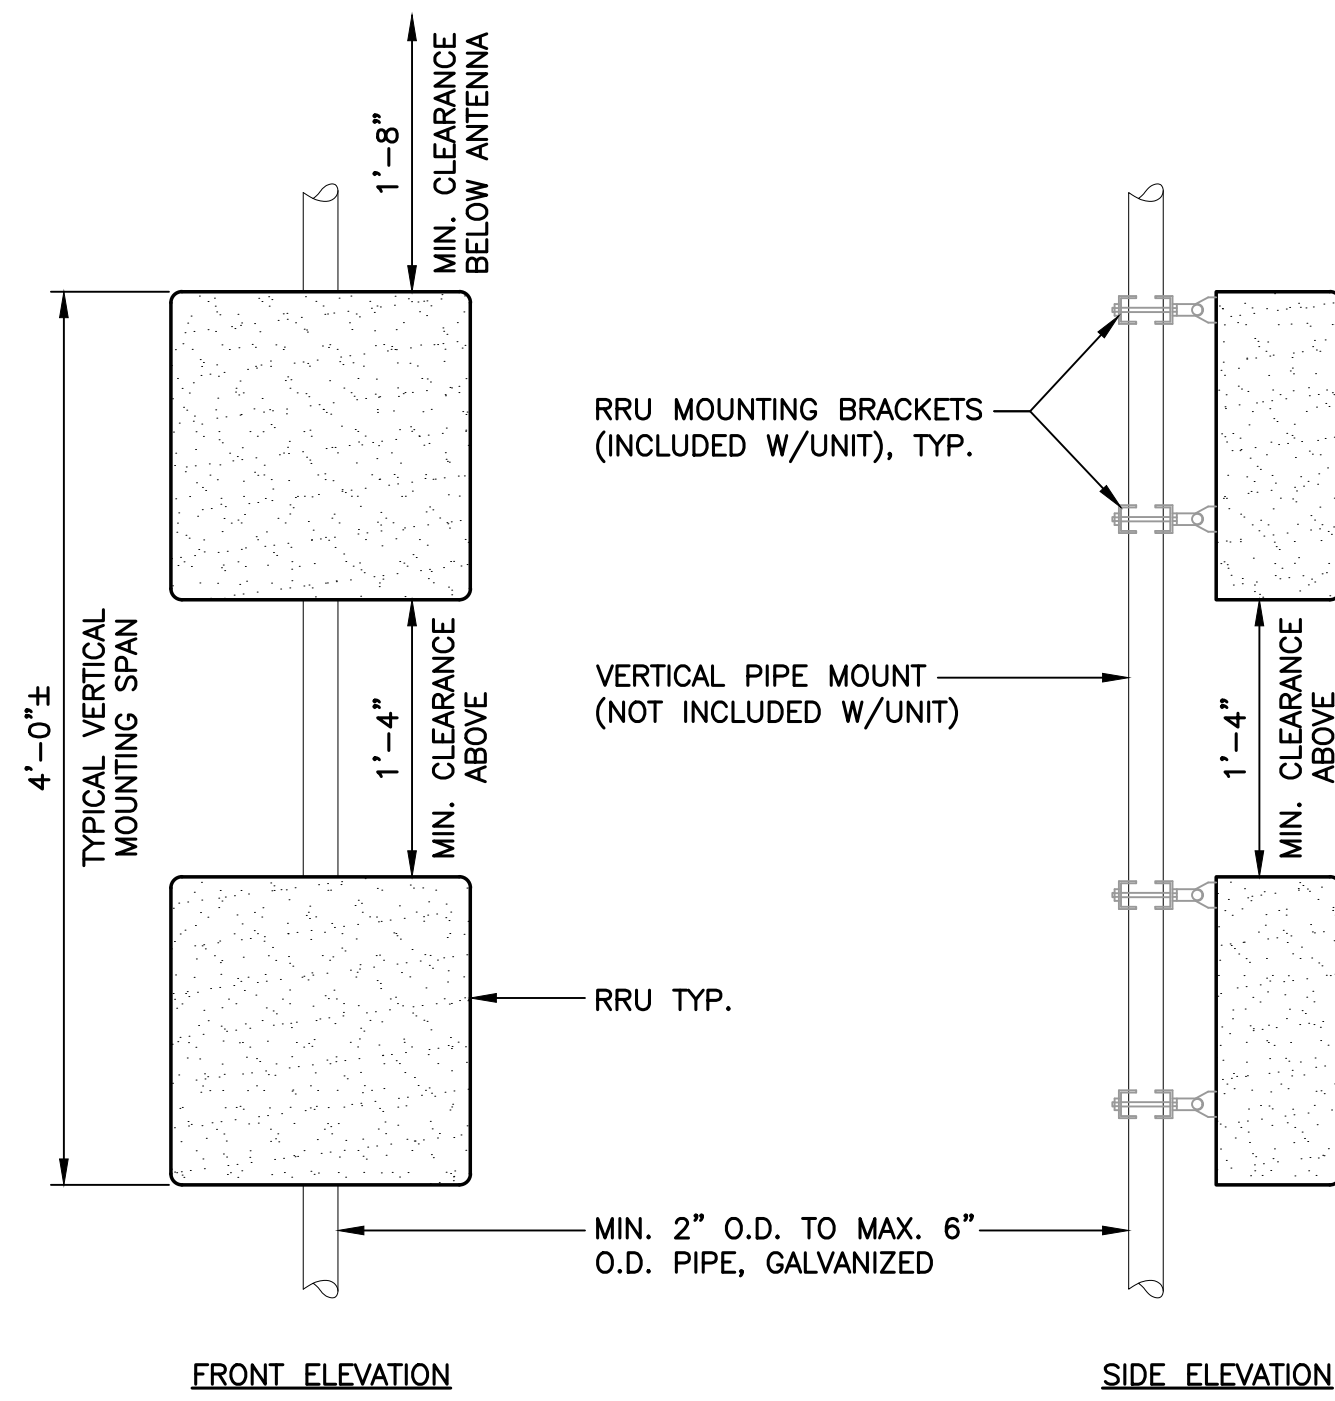 1'-8"
MIN. CLEARANCE
BELOW ANTENNA
RRU MOUNTING BRACKETS
(INCLUDED W/UNIT), TYP.
4'-0"±
TYPICAL VERTICAL
MOUNTING SPAN
1'-4"
MIN. CLEARANCE
ABOVE
VERTICAL PIPE MOUNT
(NOT INCLUDED W/UNIT)
1'-4"
MIN. CLEARANCE
ABOVE
RRU TYP.
MIN. 2" O.D. TO MAX. 6"
O.D. PIPE, GALVANIZED
FRONT ELEVATION
SIDE ELEVATION